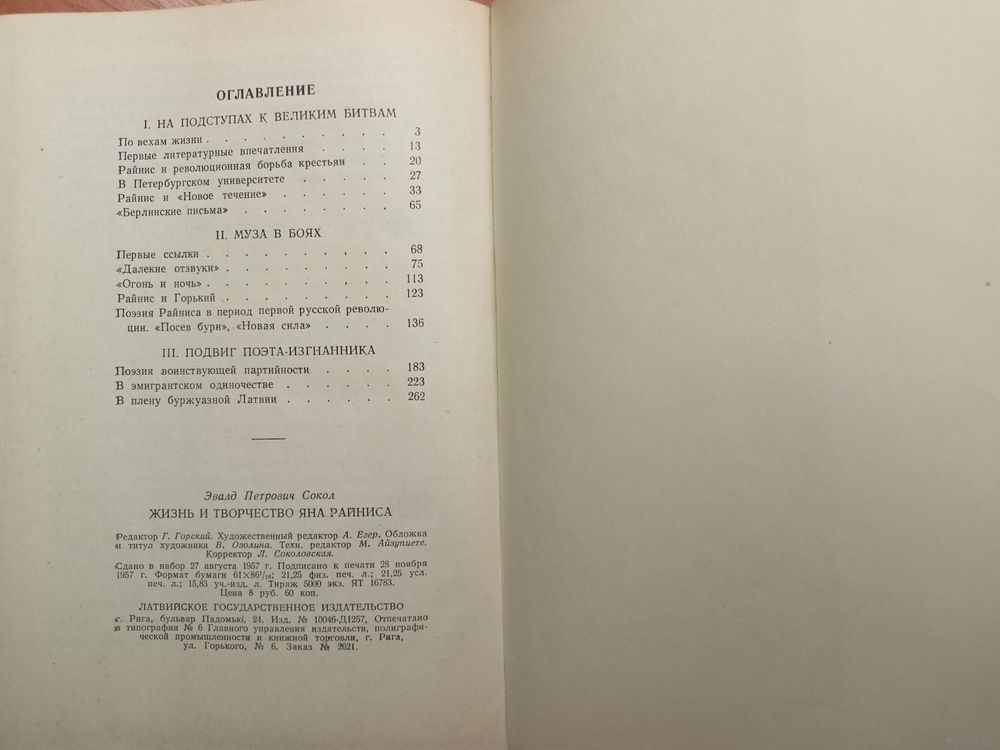 ОГЛАВЛЕНИЕ
I. НА ПОДСТУПАХ К ВЕЛИКИМ БИТВАМ
По вехам жизни . . . . . . . . . . 3
Первые литературные впечатления . . . . 13
Райнис и революционная борьба крестьян . . 20
В Петербургском университете . . . . . 27
Райнис и «Новое течение» . . . . . . 33
«Берлинские письма» . . . . . . . . 65
II. МУЗА В БОЯХ
Первые ссылки . . . . . . . . . . 68
«Далекие отзвуки» . . . . . . . . . 75
«Огонь и ночь» . . . . . . . . . . 113
Райнис и Горький . . . . . . . . . 123
Поэзия Райниса в период первой русской револю-
ции. «Посев бури», «Новая сила» . . . . 136
III. ПОДВИГ ПОЭТА-ИЗГНАННИКА
Поэзия воинствующей партийности . . . . 183
В эмигрантском одиночестве . . . . . . 223
В плену буржуазной Латвии . . . . . . 262
Эвалд Петрович Сокол
ЖИЗНЬ И ТВОРЧЕСТВО ЯНА РАЙНИСА
Редактор Г. Горский. Художественный редактор А. Егер. Обложка
и титул художника В. Озолина. Техн. редактор М. Айзупиете.
Корректор Л. Соколовская.
Сдано в набор 27 августа 1957 г. Подписано к печати 28 ноября
1957 г. Формат бумаги 61×86¹/₁₆; 21,25 физ. печ. л.; 21,25 усл.
печ. л.; 15,83 уч.-изд. л. Тираж 5000 экз. ЯТ 16783.
Цена 8 руб. 60 коп.
ЛАТВИЙСКОЕ ГОСУДАРСТВЕННОЕ ИЗДАТЕЛЬСТВО
г. Рига, бульвар Падомью, 24. Изд. № 10046-Д1257, Отпечатано
в типографии № 6 Главного управления издательств, полиграфи-
ческой промышленности и книжной торговли, г. Рига,
ул. Горького, № 6. Заказ № 2621.